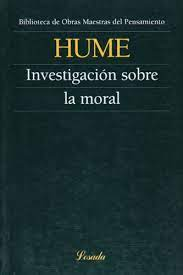 Biblioteca de Obras Maestras del Pensamiento
HUME
Investigación sobre
la moral
Losada